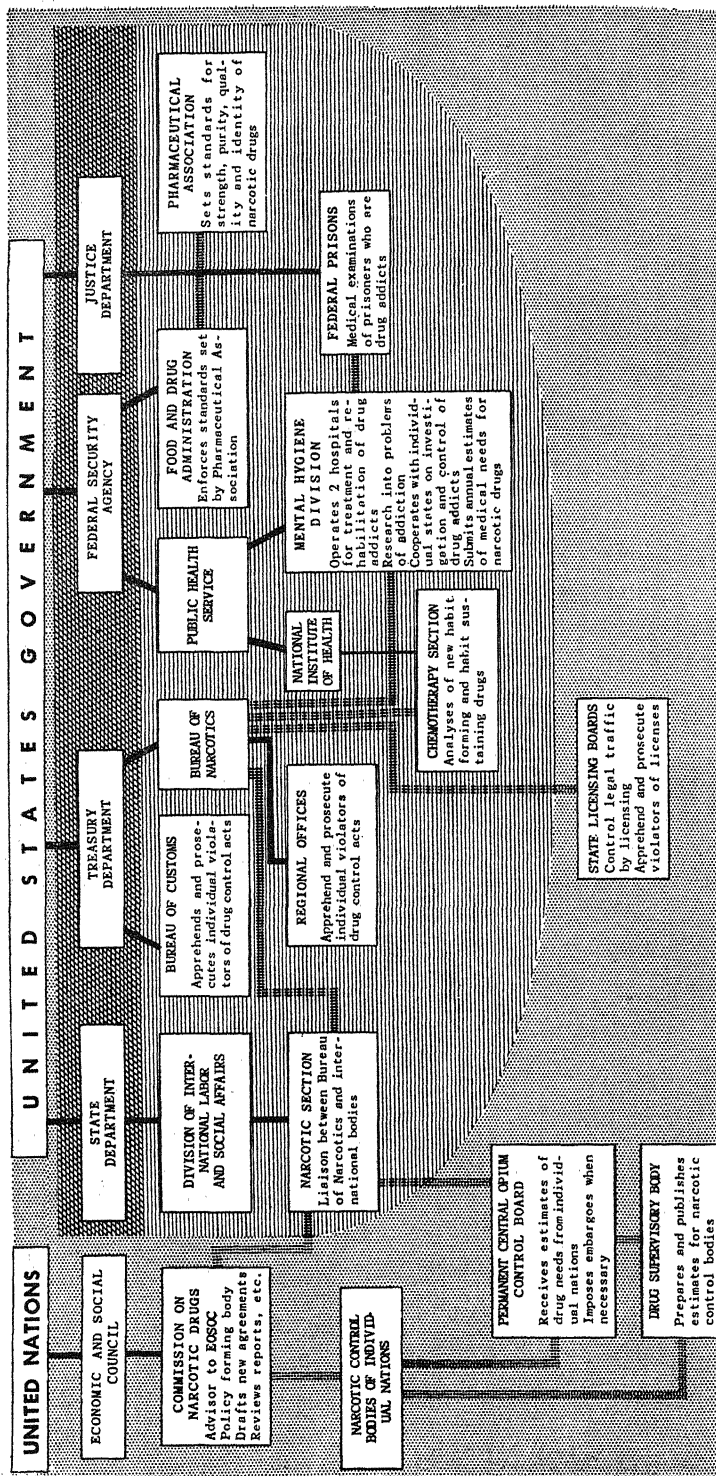 UNITED NATIONS
UNITED STATES GOVERNMENT
ECONOMIC AND SOCIAL
COUNCIL
STATE
DEPARTMENT
TREASURY
DEPARTMENT
FEDERAL SECURITY
AGENCY
JUSTICE
DEPARTMENT
COMMISSION ON
NARCOTIC DRUGS
Advisor to EOSOC
Policy forming body
Drafts new agreements
Reviews reports, etc.
DIVISION OF INTER-
NATIONAL LABOR
AND SOCIAL AFFAIRS
BUREAU OF CUSTOMS
Apprehends and prose-
cutes individual viola-
tors of drug control acts
BUREAU OF
NARCOTICS
PUBLIC HEALTH
SERVICE
FOOD AND DRUG
ADMINISTRATION
Enforces standards set
by Pharmaceutical As-
sociation
PHARMACEUTICAL
ASSOCIATION
Sets standards for
strength, purity, qual-
ity and identity of
narcotic drugs
NARCOTIC SECTION
Liaison between Bureau
of Narcotics and inter-
national bodies
REGIONAL OFFICES
Apprehend and prosecute
individual violators of
drug control acts
NATIONAL
INSTITUTE
OF HEALTH
MENTAL HYGIENE
DIVISION
Operates 2 hospitals
for treatment and re-
habilitation of drug
addicts
Research into problems
of addiction
Cooperates with individ-
ual states on investi-
gation and control of
drug addicts
Submits annual estimates
of medical needs for
narcotic drugs
FEDERAL PRISONS
Medical examinations
of prisoners who are
drug addicts
NARCOTIC CONTROL
BODIES OF INDIVID-
UAL NATIONS
CHEMOTHERAPY SECTION
Analyses of new habit
forming and habit sus-
taining drugs
PERMANENT CENTRAL OPIUM
CONTROL BOARD
Receives estimates of
drug needs from individ-
ual nations
Imposes embargoes when
necessary
STATE LICENSING BOARDS
Control legal traffic
by licensing
Apprehend and prosecute
violators of licenses
DRUG SUPERVISORY BODY
Prepares and publishes
estimates for narcotic
control bodies